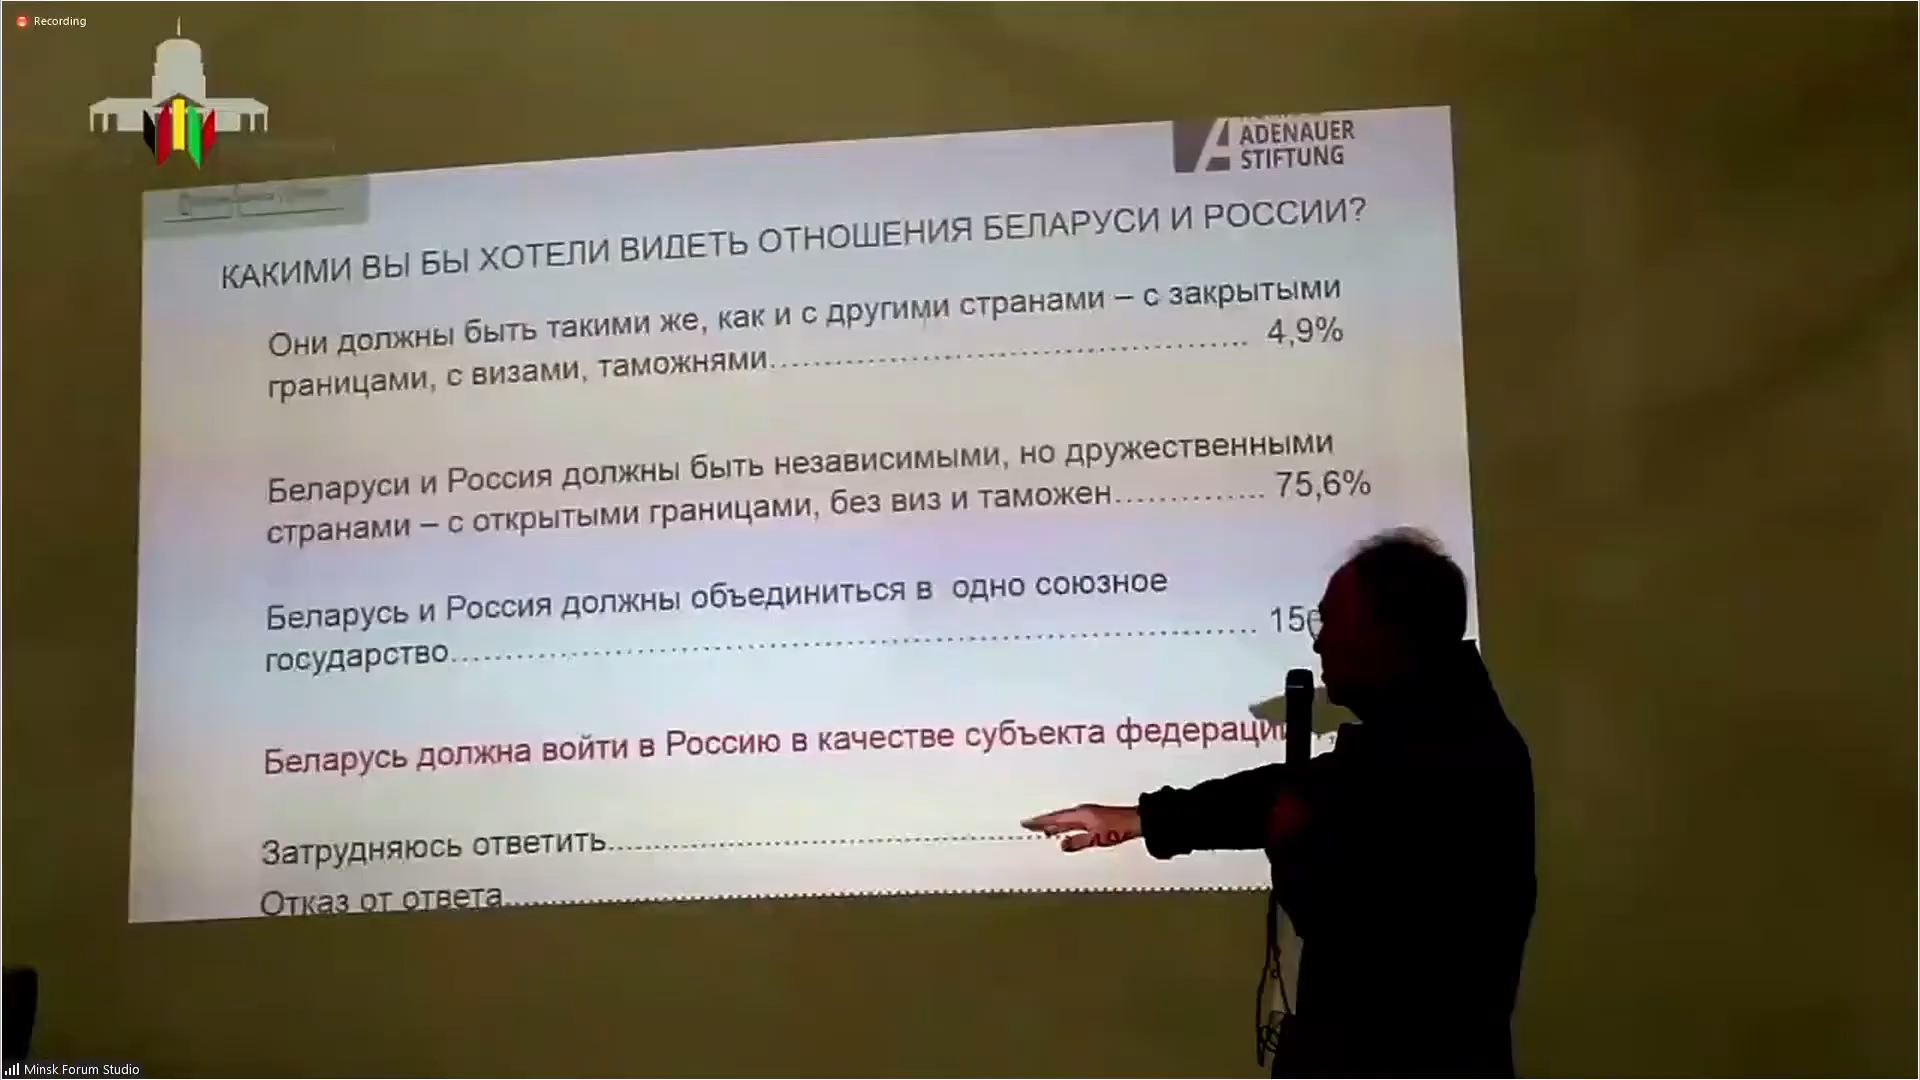 Recording
ADENAUER
STIFTUNG
КАКИМИ ВЫ БЫ ХОТЕЛИ ВИДЕТЬ ОТНОШЕНИЯ БЕЛАРУСИ И РОССИИ?
Они должны быть такими же, как и с другими странами – с закрытыми
границами, с визами, таможнями........................................... 4,9%
Беларуси и Россия должны быть независимыми, но дружественными
странами – с открытыми границами, без виз и таможен.............. 75,6%
Беларусь и Россия должны объединиться в одно союзное
государство............................................................................
Беларусь должна войти в Россию в качестве субъекта
Затрудняюсь ответить..................................................
Отказ от ответа..........................................................................
Minsk Forum Studio